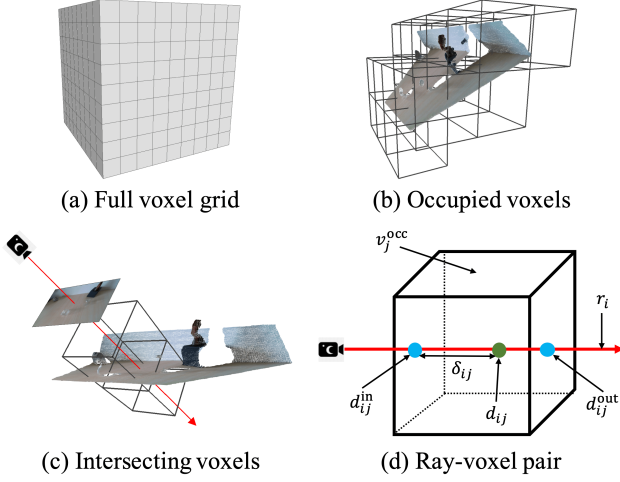 (a) Full voxel grid
(b) Occupied voxels
v_j^occ
r_i
δ_ij
d_ij^in
d_ij
d_ij^out
(c) Intersecting voxels
(d) Ray-voxel pair